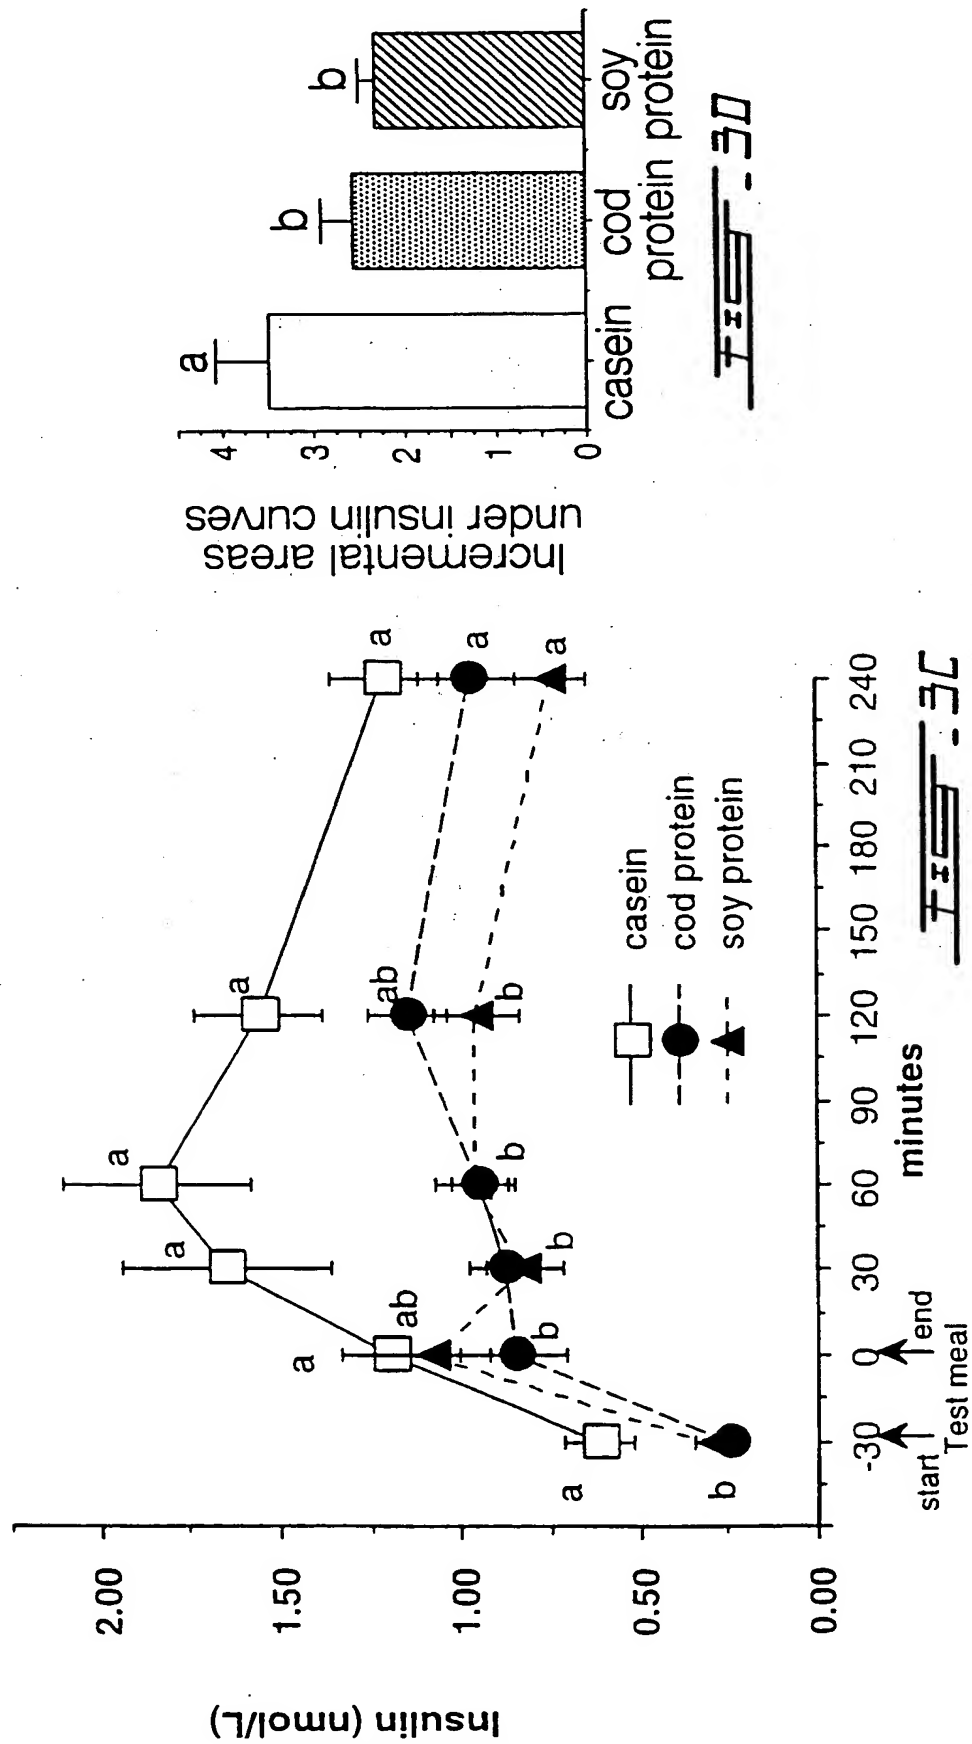 Insulin (nmol/L)
2.00
1.50
1.00
0.50
0.00
a
a
a
a
a
a
ab
ab
a
b
b
b
b
a
b
casein
cod protein
soy protein
-30
0
30
60
90
120
150
180
210
240
minutes
start
end
Test meal
FIG - 3C
Incremental areas
under insulin curves
4
3
2
1
0
a
b
b
casein
cod
protein
soy
protein
FIG - 3D